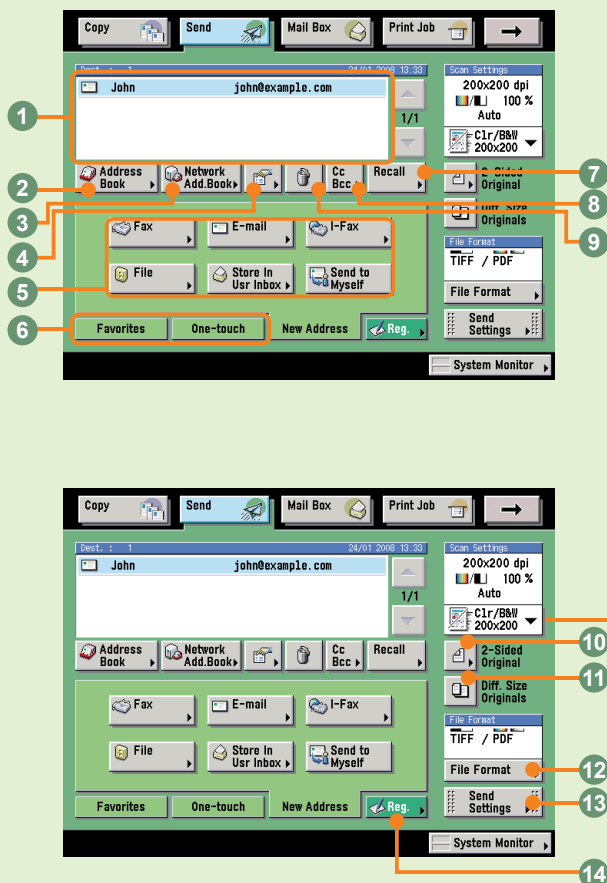 Copy
Send
Mail Box
Print Job
Dest. : 1
24/01 2008 13:33
John
john@example.com
1/1
Scan Settings
200x200 dpi
100 %
Auto
Clr/B&W
200x200
Address
Book
Network
Add.Book
Cc
Bcc
Recall
2-Sided
Original
Diff. Size
Originals
Fax
E-mail
I-Fax
File
Store In
Usr Inbox
Send to
Myself
File Format
TIFF / PDF
File Format
Favorites
One-touch
New Address
Reg.
Send
Settings
System Monitor
1
2
3
4
5
6
7
8
9
Copy
Send
Mail Box
Print Job
Dest. : 1
24/01 2008 13:33
John
john@example.com
1/1
Scan Settings
200x200 dpi
100 %
Auto
Clr/B&W
200x200
Address
Book
Network
Add.Book
Cc
Bcc
Recall
2-Sided
Original
Diff. Size
Originals
Fax
E-mail
I-Fax
File
Store In
Usr Inbox
Send to
Myself
File Format
TIFF / PDF
File Format
Favorites
One-touch
New Address
Reg.
Send
Settings
System Monitor
10
11
12
13
14